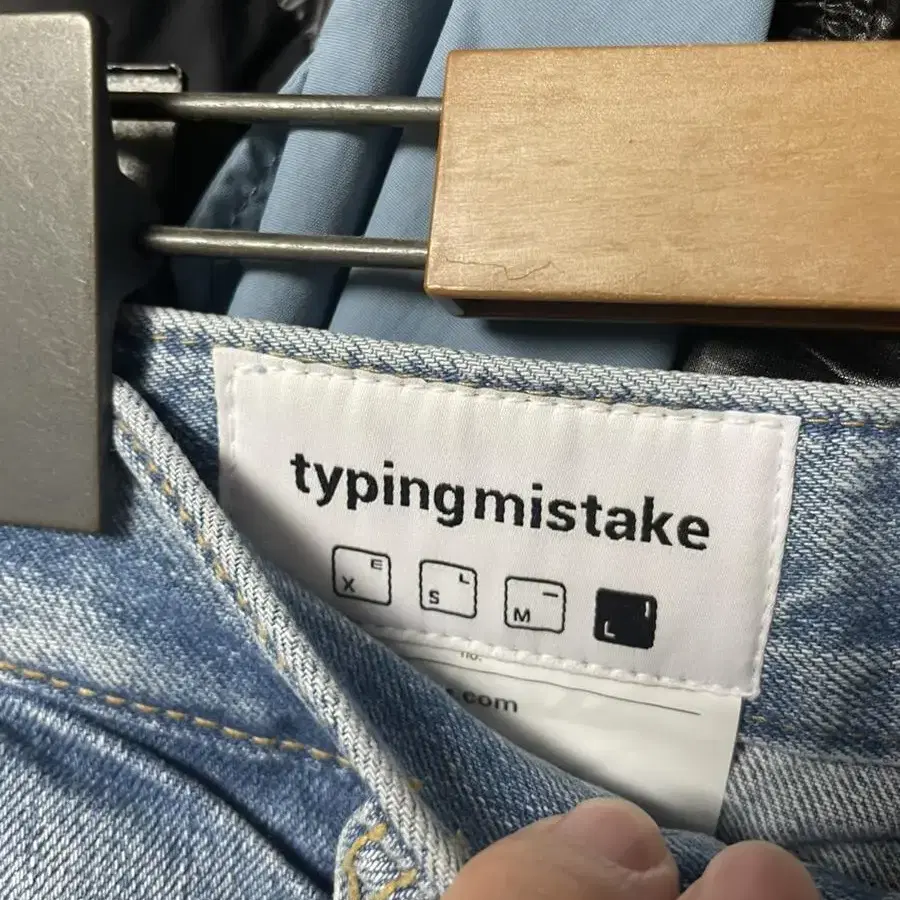 typingmistake
X E S L M — L I
no.
.com